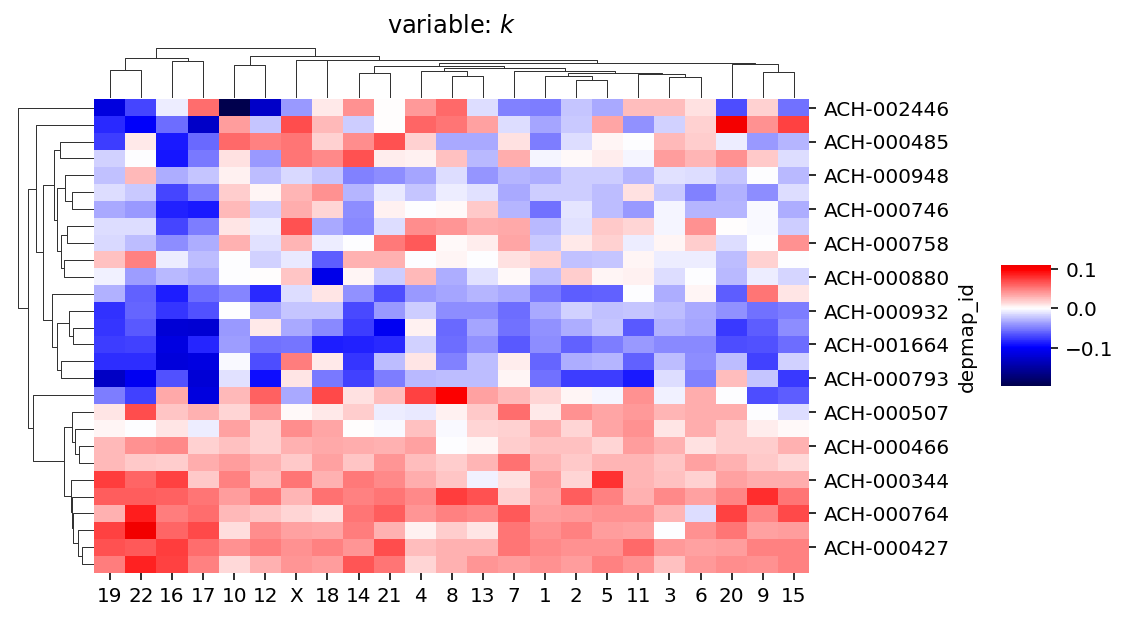 variable: k
ACH-002446
ACH-000485
ACH-000948
ACH-000746
ACH-000758
ACH-000880
ACH-000932
ACH-001664
ACH-000793
ACH-000507
ACH-000466
ACH-000344
ACH-000764
ACH-000427
depmap_id
0.1
0.0
−0.1
19 22 16 17 10 12 X 18 14 21 4 8 13 7 1 2 5 11 3 6 20 9 15